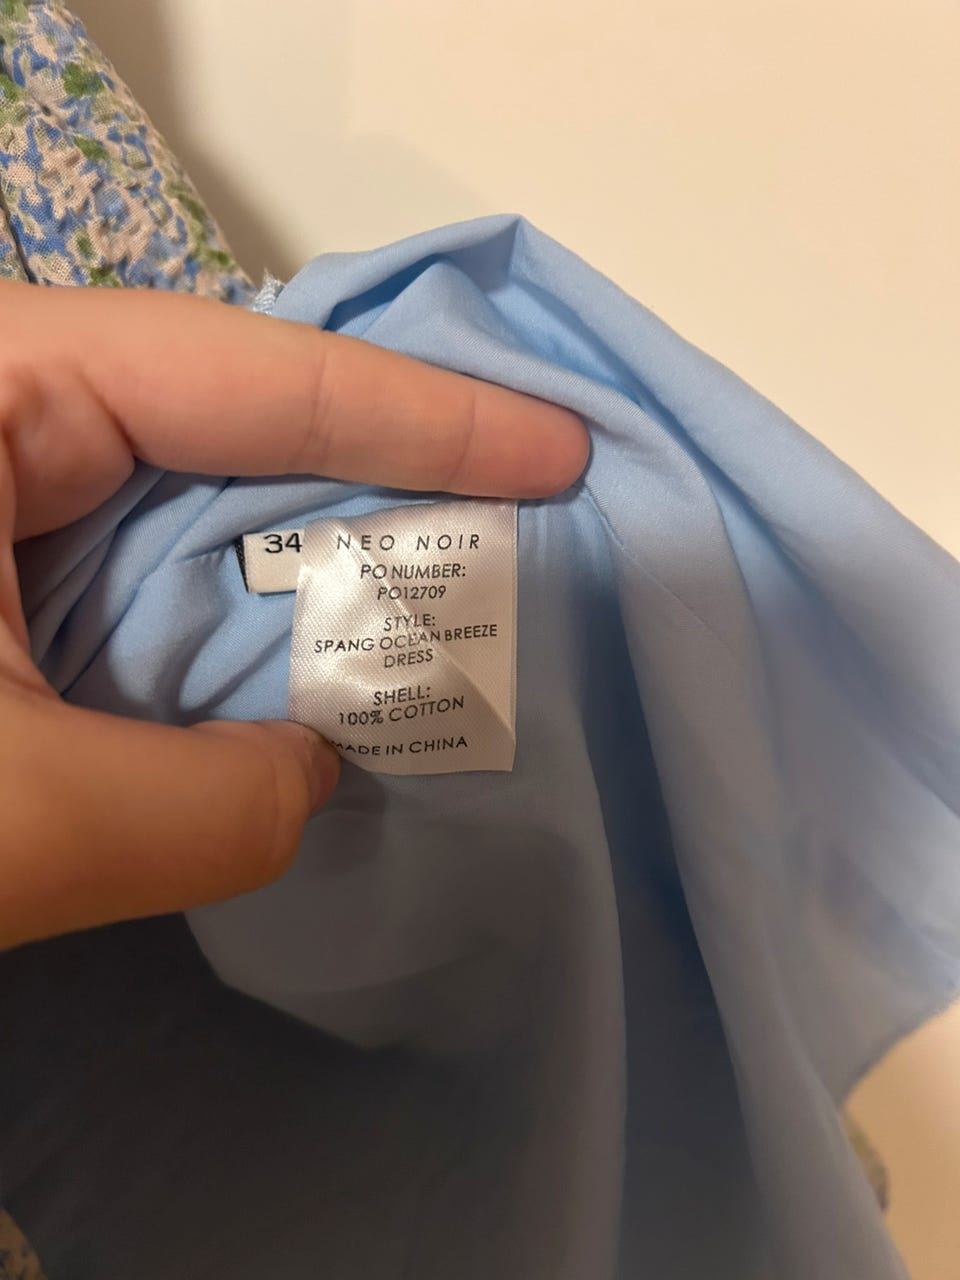 34
NEO NOIR
PO NUMBER:
PO12709
STYLE:
SPANG OCEAN BREEZE
DRESS
SHELL:
100% COTTON
MADE IN CHINA